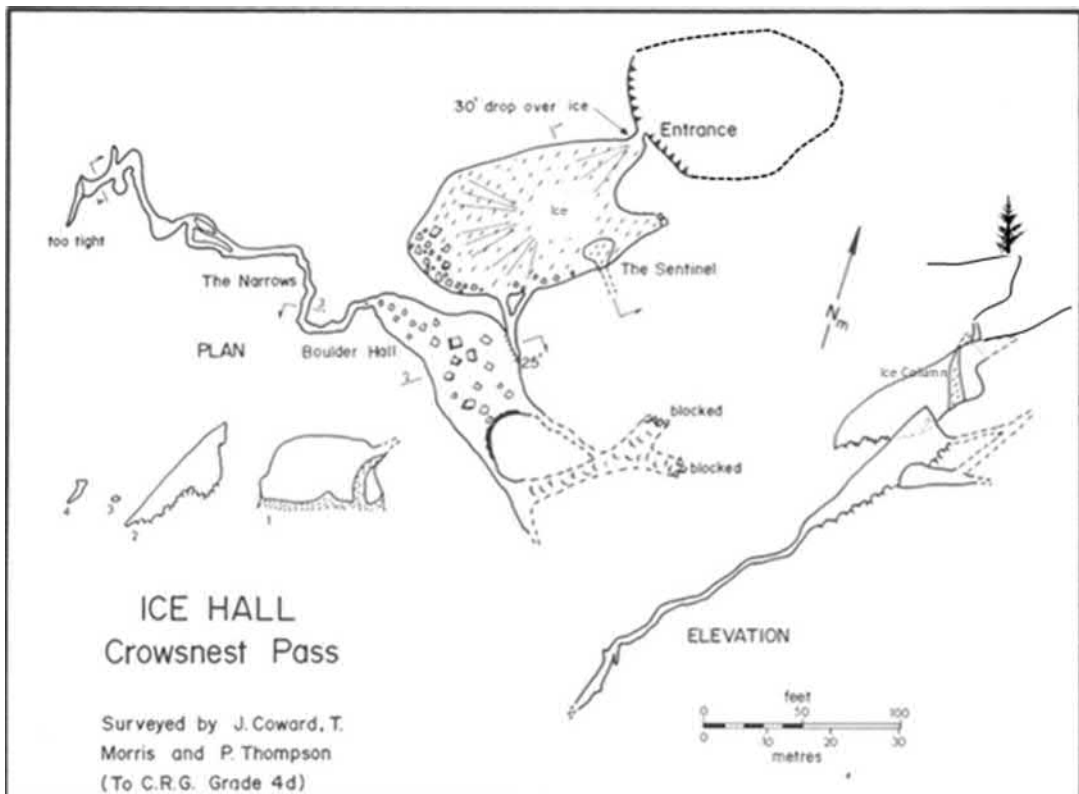 30' drop over ice
Entrance
Ice
too tight
The Sentinel
The Narrows
N m
PLAN
Boulder Hall
25'
Ice Column
blocked
blocked
4
3
2
1
ICE HALL
Crowsnest Pass
ELEVATION
Surveyed by J. Coward, T.
Morris and P. Thompson
(To C.R.G. Grade 4d)
feet
0 50 100
0 10 20 30
metres